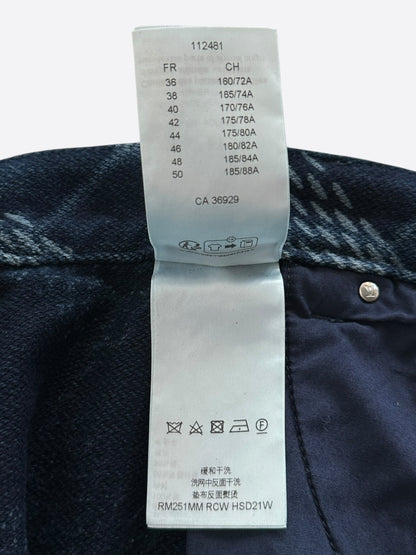 112481
FR CH
36 160/72A
38 165/74A
40 170/76A
42 175/78A
44 175/80A
46 180/82A
48 185/84A
50 185/88A
CA 36929
缓和干洗
洗网中反面干洗
垫布反面熨烫
RM251MM RCW HSD21W